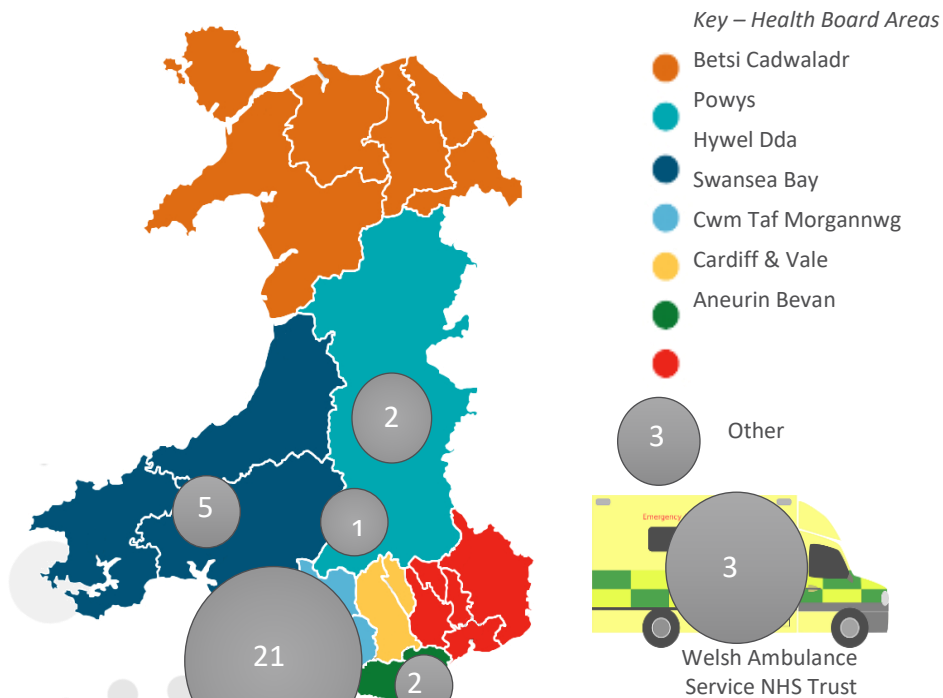 Key – Health Board Areas
Betsi Cadwaladr
Powys
Hywel Dda
Swansea Bay
Cwm Taf Morgannwg
Cardiff & Vale
Aneurin Bevan
2
3
Other
5
1
Emergency
3
21
2
Welsh Ambulance
Service NHS Trust